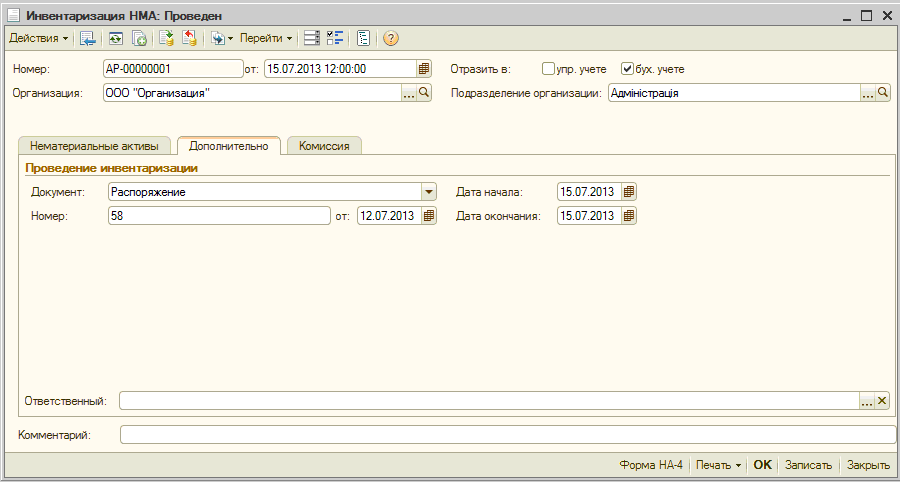 Инвентаризация НМА: Проведен
Действия Перейти
Номер: АР-00000001 от: 15.07.2013 12:00:00 Отразить в: упр. учете бух. учете
Организация: ООО "Организация" Подразделение организации: Адміністрація
Нематериальные активы Дополнительно Комиссия
Проведение инвентаризации
Документ: Распоряжение Дата начала: 15.07.2013
Номер: 58 от: 12.07.2013 Дата окончания: 15.07.2013
Ответственный:
Комментарий:
Форма НА-4 Печать OK Записать Закрыть